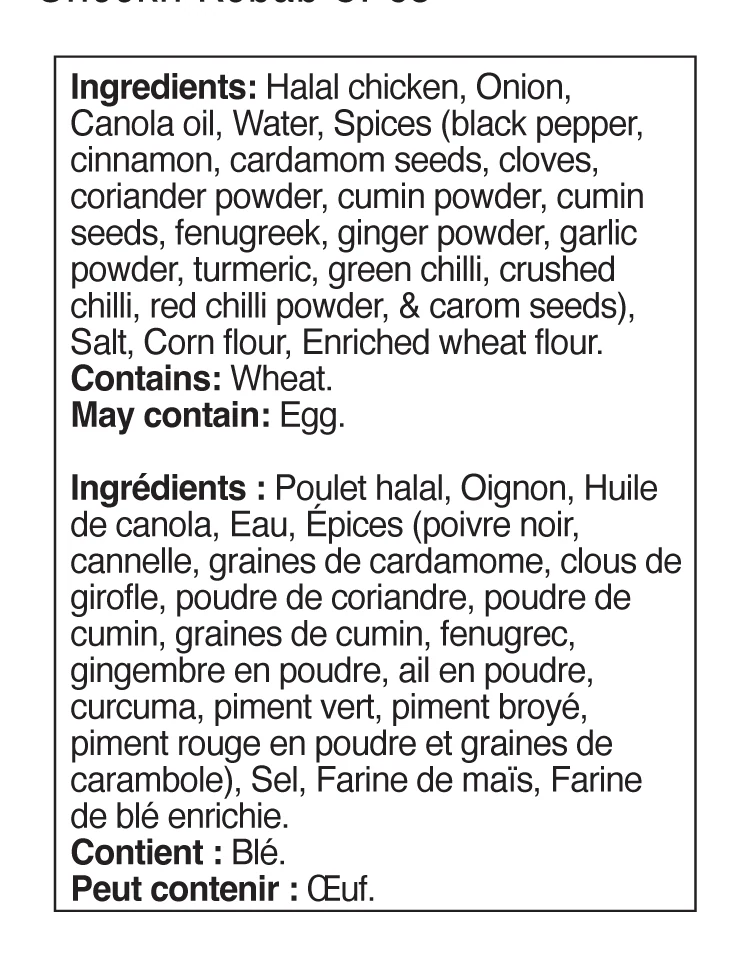 Ingredients: Halal chicken, Onion,
Canola oil, Water, Spices (black pepper,
cinnamon, cardamom seeds, cloves,
coriander powder, cumin powder, cumin
seeds, fenugreek, ginger powder, garlic
powder, turmeric, green chilli, crushed
chilli, red chilli powder, & carom seeds),
Salt, Corn flour, Enriched wheat flour.
Contains: Wheat.
May contain: Egg.
Ingrédients : Poulet halal, Oignon, Huile
de canola, Eau, Épices (poivre noir,
cannelle, graines de cardamome, clous de
girofle, poudre de coriandre, poudre de
cumin, graines de cumin, fenugrec,
gingembre en poudre, ail en poudre,
curcuma, piment vert, piment broyé,
piment rouge en poudre et graines de
carambole), Sel, Farine de maïs, Farine
de blé enrichie.
Contient : Blé.
Peut contenir : Œuf.